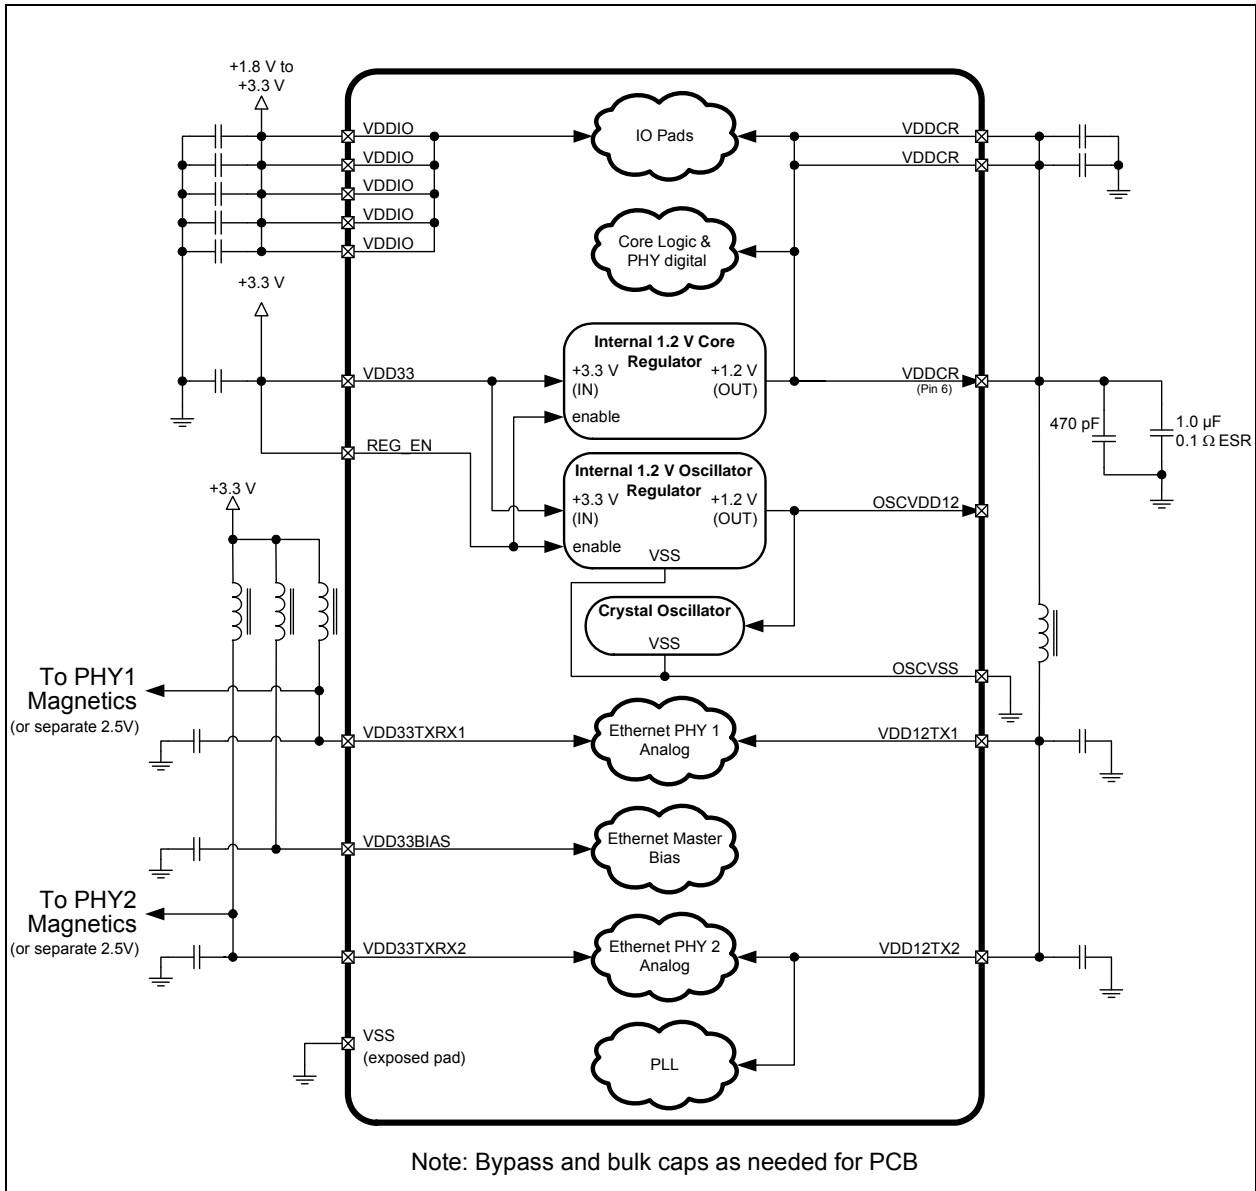 +1.8 V to
+3.3 V
VDDIO
VDDIO
VDDIO
VDDIO
VDDIO
IO Pads
VDDCR
VDDCR
Core Logic &
PHY digital
+3.3 V
VDD33
REG_EN
Internal 1.2 V Core
Regulator
+3.3 V
(IN)
+1.2 V
(OUT)
enable
VDDCR
(Pin 6)
470 pF
1.0 µF
0.1 Ω ESR
Internal 1.2 V Oscillator
Regulator
+3.3 V
(IN)
+1.2 V
(OUT)
enable
VSS
OSCVDD12
+3.3 V
Crystal Oscillator
VSS
OSCVSS
To PHY1
Magnetics
(or separate 2.5V)
VDD33TXRX1
Ethernet PHY 1
Analog
VDD12TX1
VDD33BIAS
Ethernet Master
Bias
To PHY2
Magnetics
(or separate 2.5V)
VDD33TXRX2
Ethernet PHY 2
Analog
VDD12TX2
VSS
(exposed pad)
PLL
Note: Bypass and bulk caps as needed for PCB